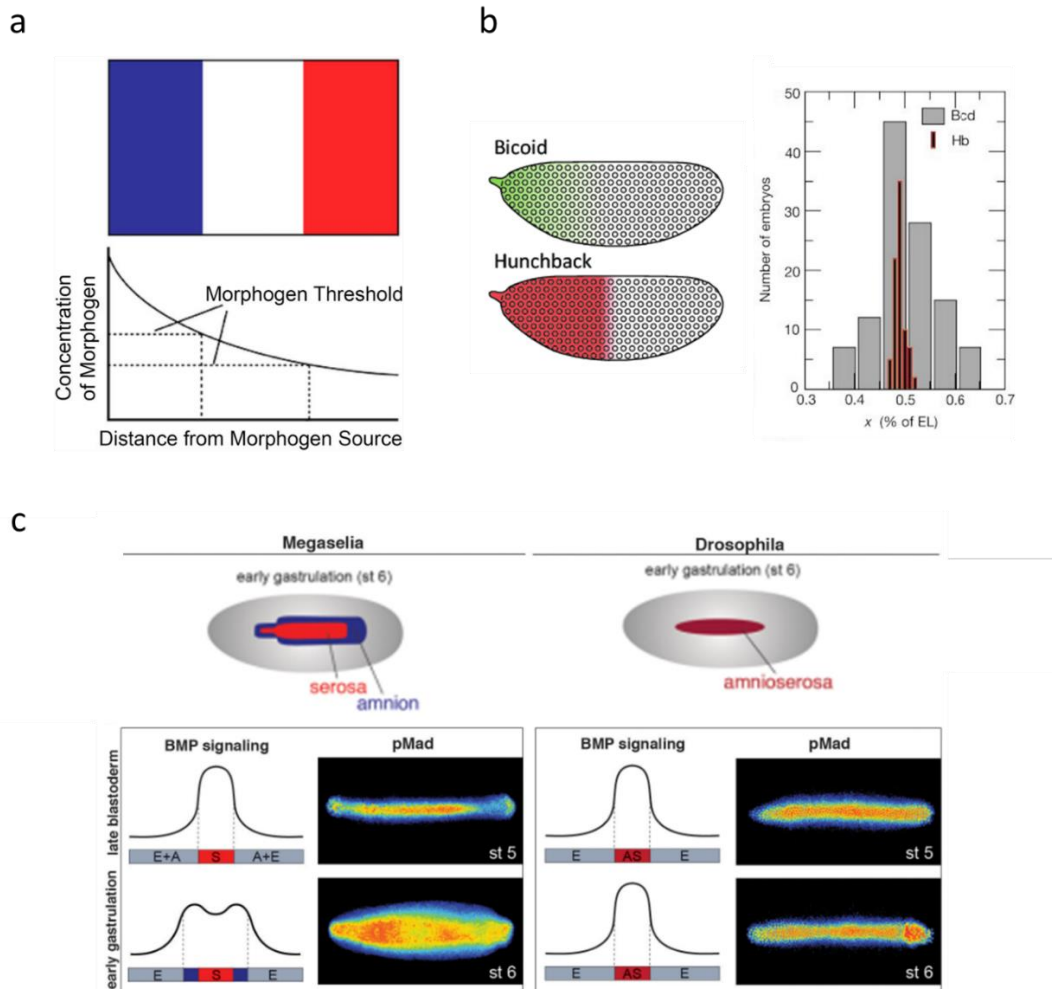 a
Concentration
of Morphogen
Morphogen Threshold
Distance from Morphogen Source
b
Bicoid
Hunchback
Number of embryos
50
40
30
20
10
0
Bcd
Hb
0.3 0.4 0.5 0.6 0.7
x (% of EL)
c
Megaselia
early gastrulation (st 6)
serosa
amnion
Drosophila
early gastrulation (st 6)
amnioserosa
BMP signaling pMad
late blastoderm
E+A S A+E
st 5
early gastrulation
E S E
st 6
BMP signaling pMad
E AS E
st 5
E AS E
st 6